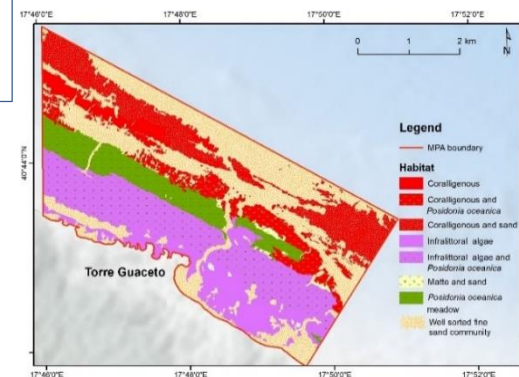 17°46'0"E 17°48'0"E 17°50'0"E 17°52'0"E
0 1 2 km
N
40°44'0"N
Legend
MPA boundary
Habitat
Coralligenous
Coralligenous and
Posidonia oceanica
Coralligenous and sand
Infralittoral algae
Infralittoral algae and
Posidonia oceanica
Matte and sand
Posidonia oceanica
meadow
Well sorted fine
sand community
Torre Guaceto
17°46'0"E 17°48'0"E 17°50'0"E 17°52'0"E